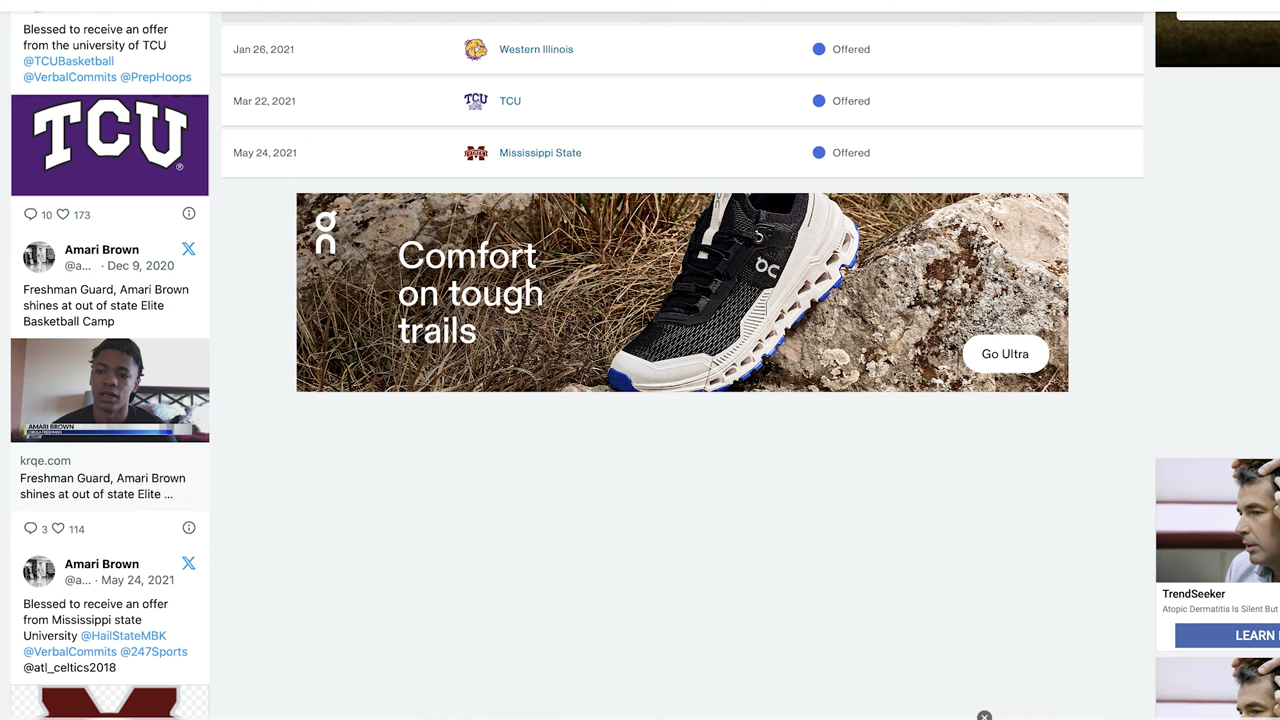 Blessed to receive an offer
from the university of TCU
@TCUBasketball
@VerbalCommits @PrepHoops
TCU
10 173
Amari Brown
@a... · Dec 9, 2020
Freshman Guard, Amari Brown
shines at out of state Elite
Basketball Camp
AMARI BROWN
krqe.com
Freshman Guard, Amari Brown
shines at out of state Elite ...
3 114
Amari Brown
@a... · May 24, 2021
Blessed to receive an offer
from Mississippi state
University @HailStateMBK
@VerbalCommits @247Sports
@atl_celtics2018
Jan 26, 2021 Western Illinois Offered
Mar 22, 2021 TCU TCU Offered
May 24, 2021 STATE Mississippi State Offered
on
Comfort
on tough
trails
Go Ultra
TrendSeeker
Atopic Dermatitis Is Silent But
LEARN